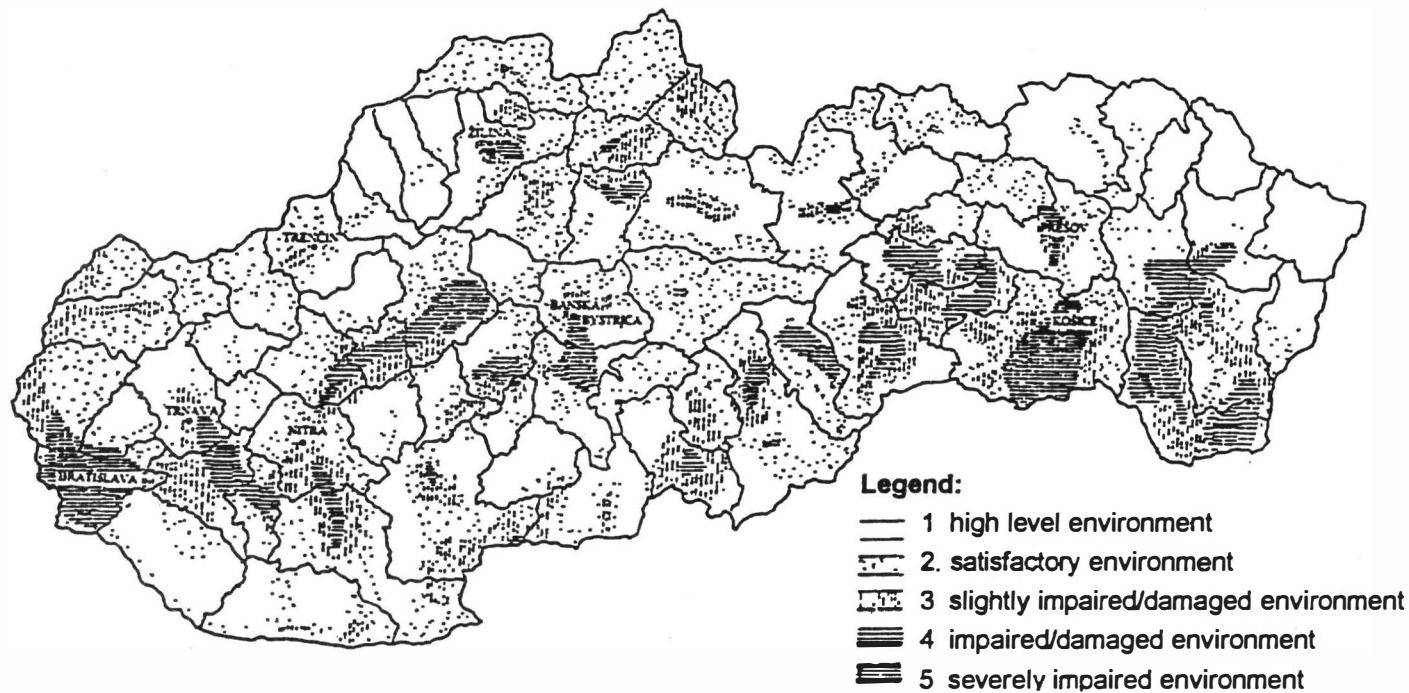 ŽILINA
TRENČÍN
PREŠOV
BANSKÁ
BYSTRICA
KOŠICE
TRNAVA
NITRA
BRATISLAVA
Legend:
1 high level environment
2. satisfactory environment
3 slightly impaired/damaged environment
4 impaired/damaged environment
5 severely impaired environment